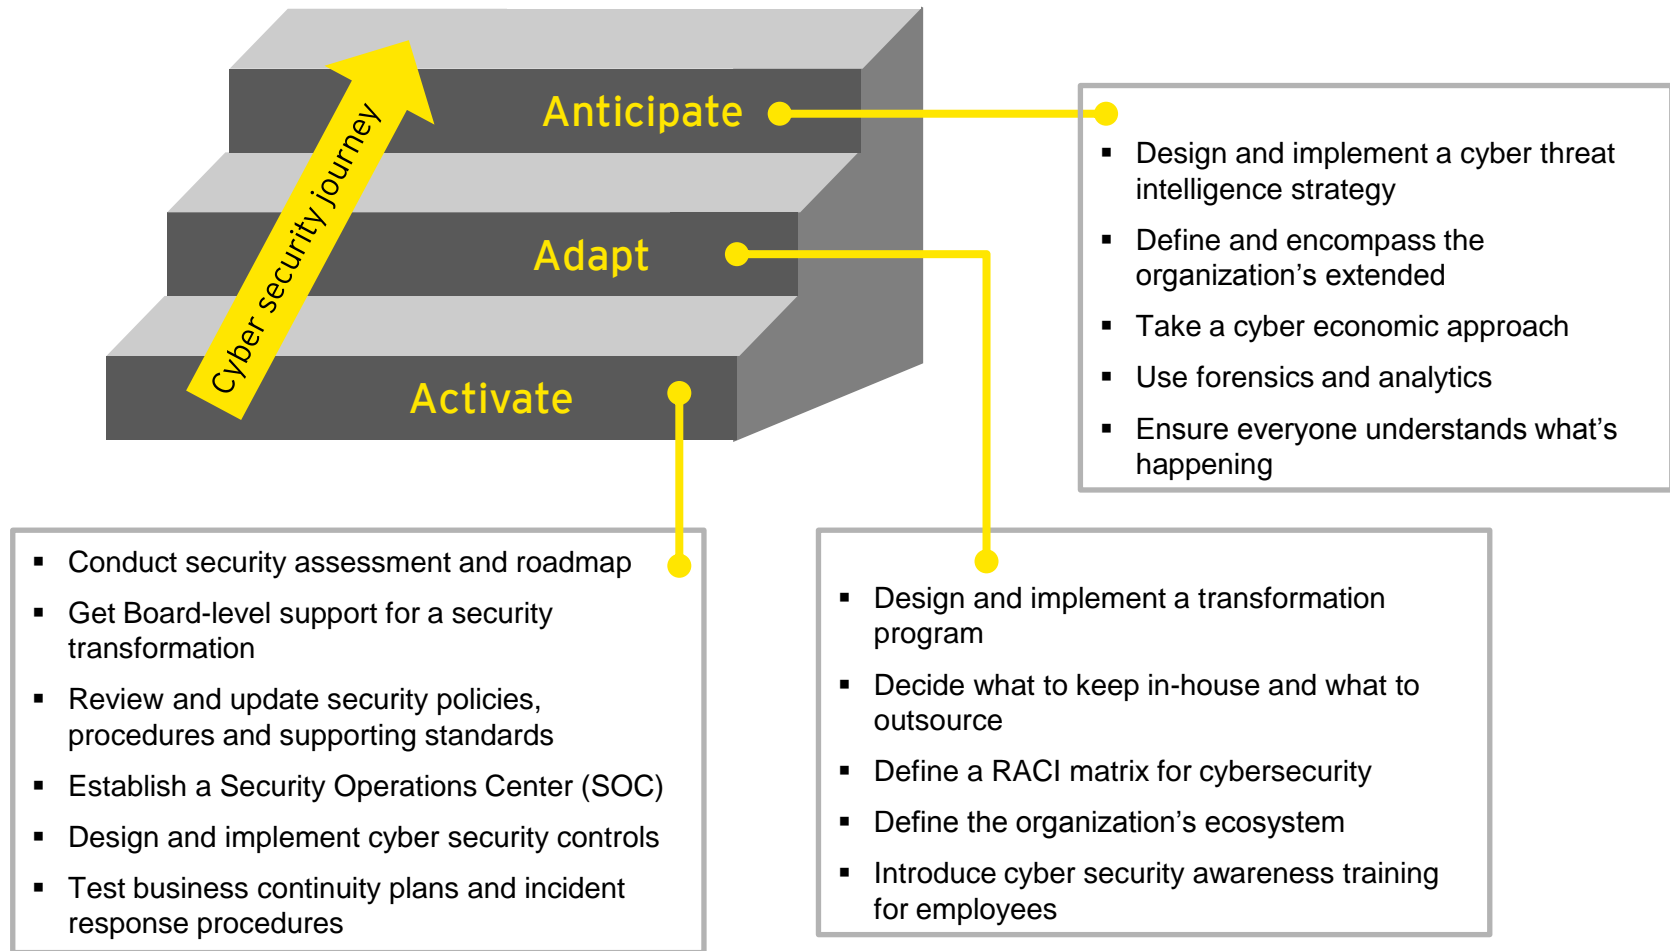 Cyber security journey
Anticipate
Adapt
Activate
▪ Design and implement a cyber threat
intelligence strategy
▪ Define and encompass the
organization’s extended
▪ Take a cyber economic approach
▪ Use forensics and analytics
▪ Ensure everyone understands what’s
happening
▪ Conduct security assessment and roadmap
▪ Get Board-level support for a security
transformation
▪ Review and update security policies,
procedures and supporting standards
▪ Establish a Security Operations Center (SOC)
▪ Design and implement cyber security controls
▪ Test business continuity plans and incident
response procedures
▪ Design and implement a transformation
program
▪ Decide what to keep in-house and what to
outsource
▪ Define a RACI matrix for cybersecurity
▪ Define the organization’s ecosystem
▪ Introduce cyber security awareness training
for employees